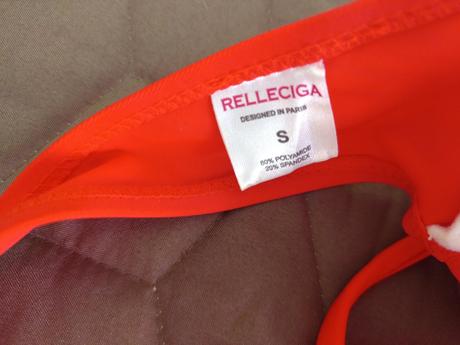 RELLECIGA
DESIGNED IN PARIS
S
80% POLYAMIDE
20% SPANDEX